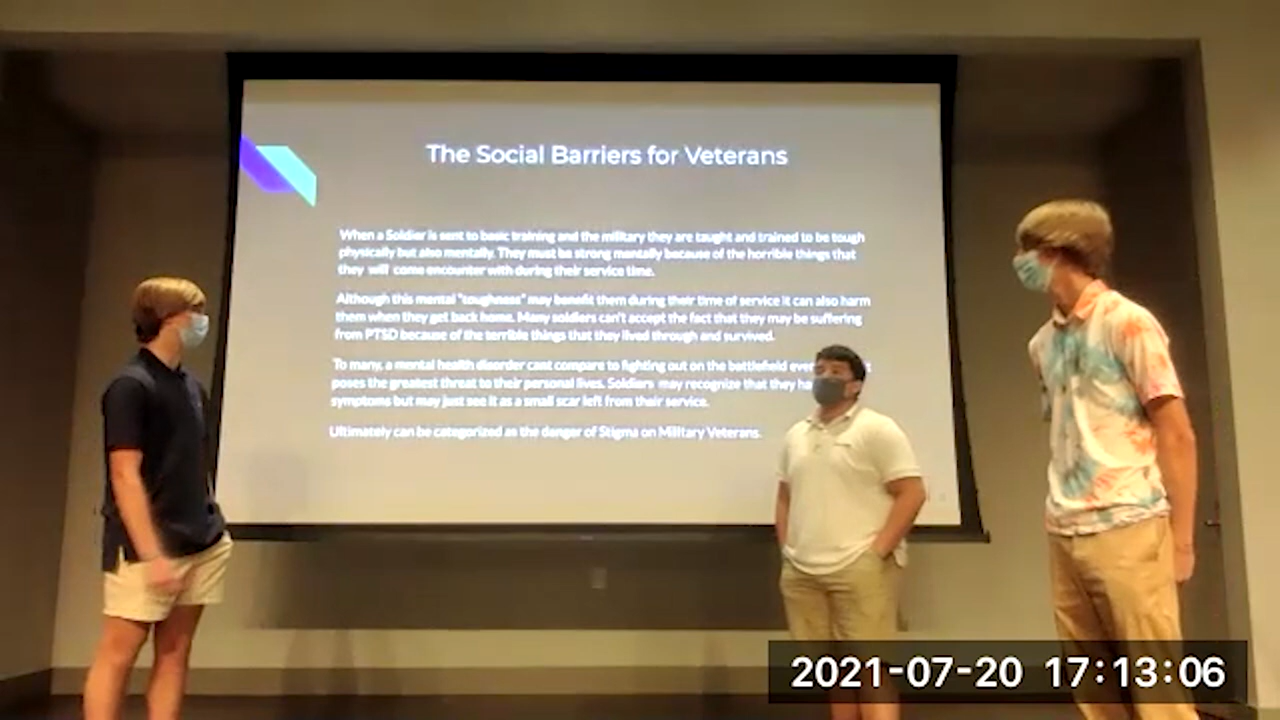 The Social Barriers for Veterans
When a Soldier is sent to basic training and the military they are taught and trained to be tough
physically but also mentally. They must be strong mentally because of the horrible things that
they will come encounter with during their service time.
Although this mental "toughness" may benefit them during their time of service it can also harm
them when they get back home. Many soldiers can't accept the fact that they may be suffering
from PTSD because of the terrible things that they lived through and survived.
To many, a mental health disorder cant compare to fighting out on the battlefield
poses the greatest threat to their personal lives. Soldiers may recognize that they
symptoms but may just see it as a small scar left from their service.
Ultimately can be categorized as the danger of Stigma on Military Veterans.
2021-07-20 17:13:06